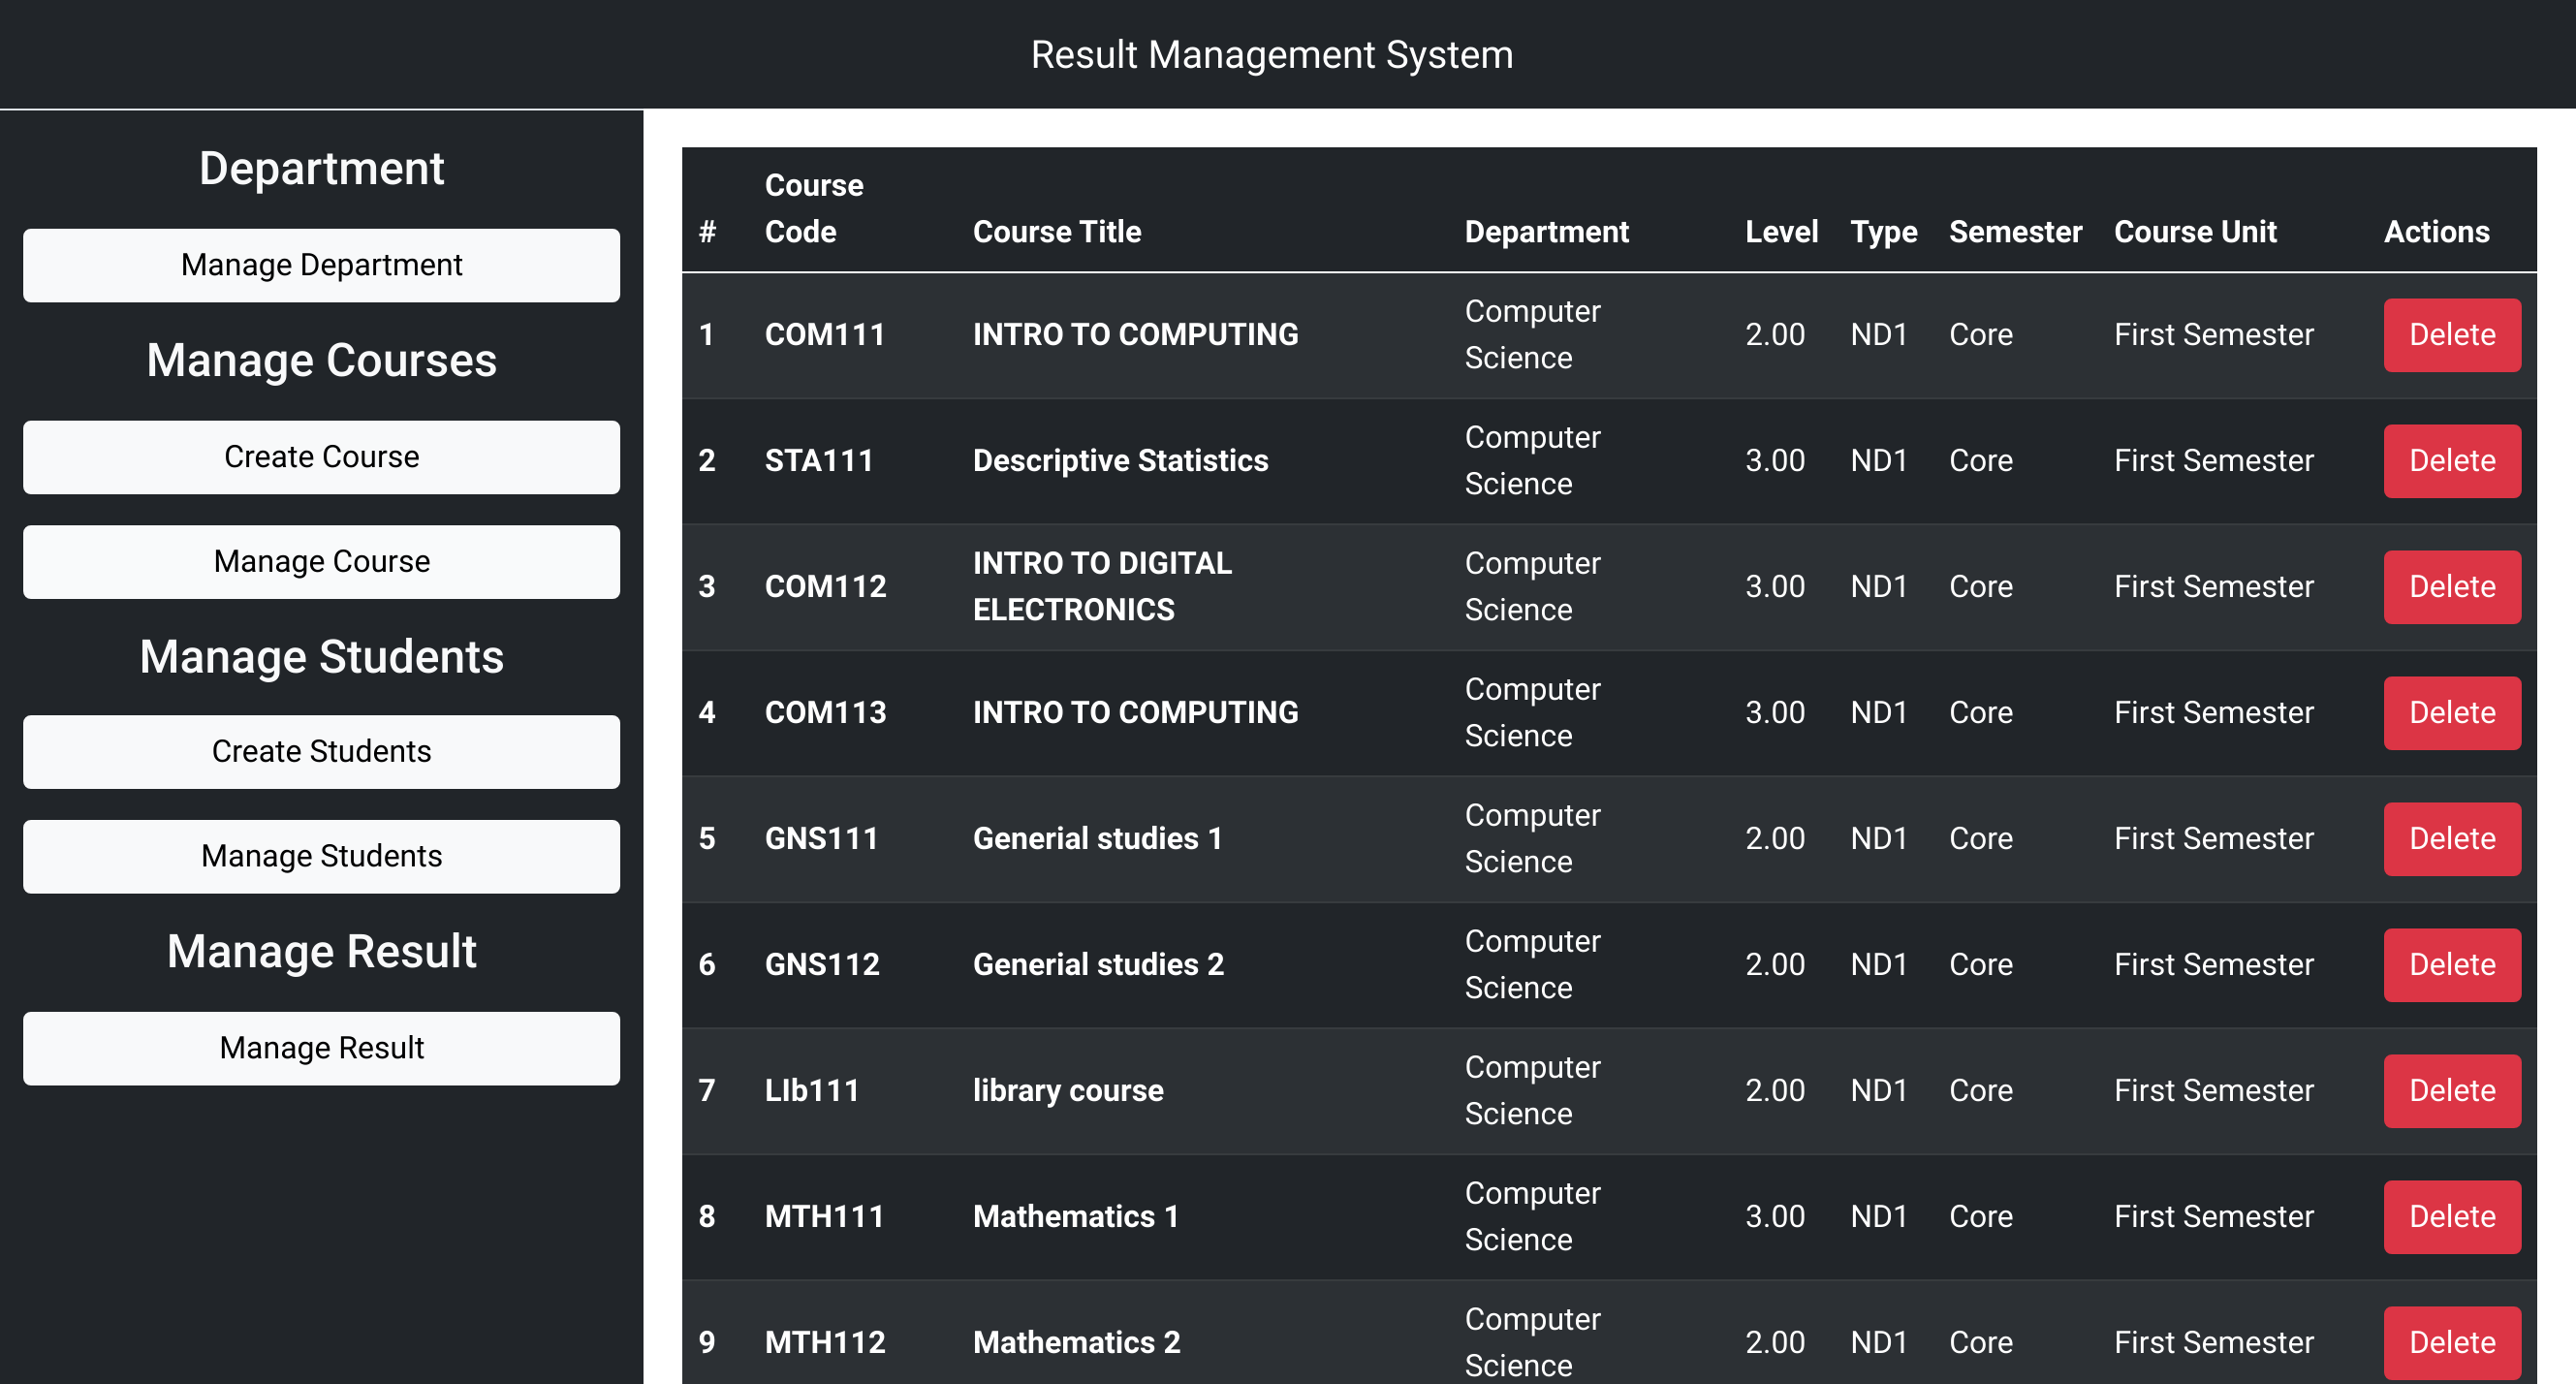 Result Management System
Department
Manage Department
Manage Courses
Create Course
Manage Course
Manage Students
Create Students
Manage Students
Manage Result
Manage Result
# Course Code Course Title Department Level Type Semester Course Unit Actions
1 COM111 INTRO TO COMPUTING Computer Science 2.00 ND1 Core First Semester Delete
2 STA111 Descriptive Statistics Computer Science 3.00 ND1 Core First Semester Delete
3 COM112 INTRO TO DIGITAL ELECTRONICS Computer Science 3.00 ND1 Core First Semester Delete
4 COM113 INTRO TO COMPUTING Computer Science 3.00 ND1 Core First Semester Delete
5 GNS111 Generial studies 1 Computer Science 2.00 ND1 Core First Semester Delete
6 GNS112 Generial studies 2 Computer Science 2.00 ND1 Core First Semester Delete
7 LIb111 library course Computer Science 2.00 ND1 Core First Semester Delete
8 MTH111 Mathematics 1 Computer Science 3.00 ND1 Core First Semester Delete
9 MTH112 Mathematics 2 Computer Science 2.00 ND1 Core First Semester Delete